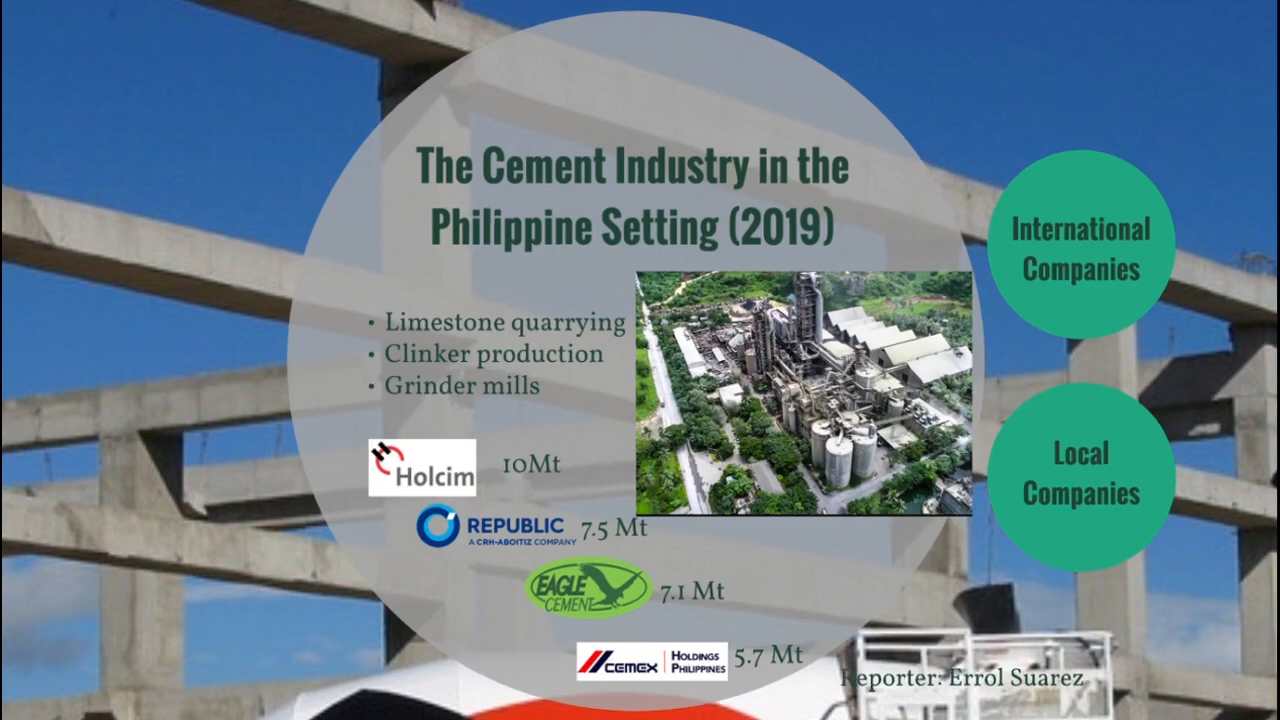 The Cement Industry in the
Philippine Setting (2019)
• Limestone quarrying
• Clinker production
• Grinder mills
Holcim
10Mt
REPUBLIC
A CRH-ABOITIZ COMPANY
7.5 Mt
EAGLE
CEMENT
7.1 Mt
CEMEX
HOLDINGS
PHILIPPINES
5.7 Mt
International
Companies
Local
Companies
Reporter: Errol Suarez